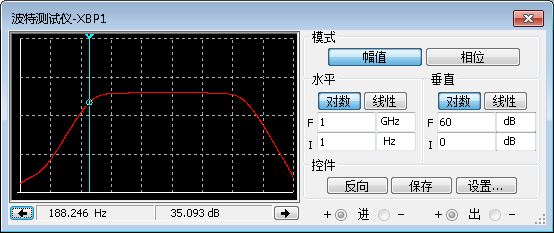 波特测试仪-XBP1
模式
幅值 相位
水平 垂直
对数 线性 对数 线性
F 1 GHz F 60 dB
I 1 Hz I 0 dB
控件
反向 保存 设置...
188.246 Hz 35.093 dB + 进 - + 出 -